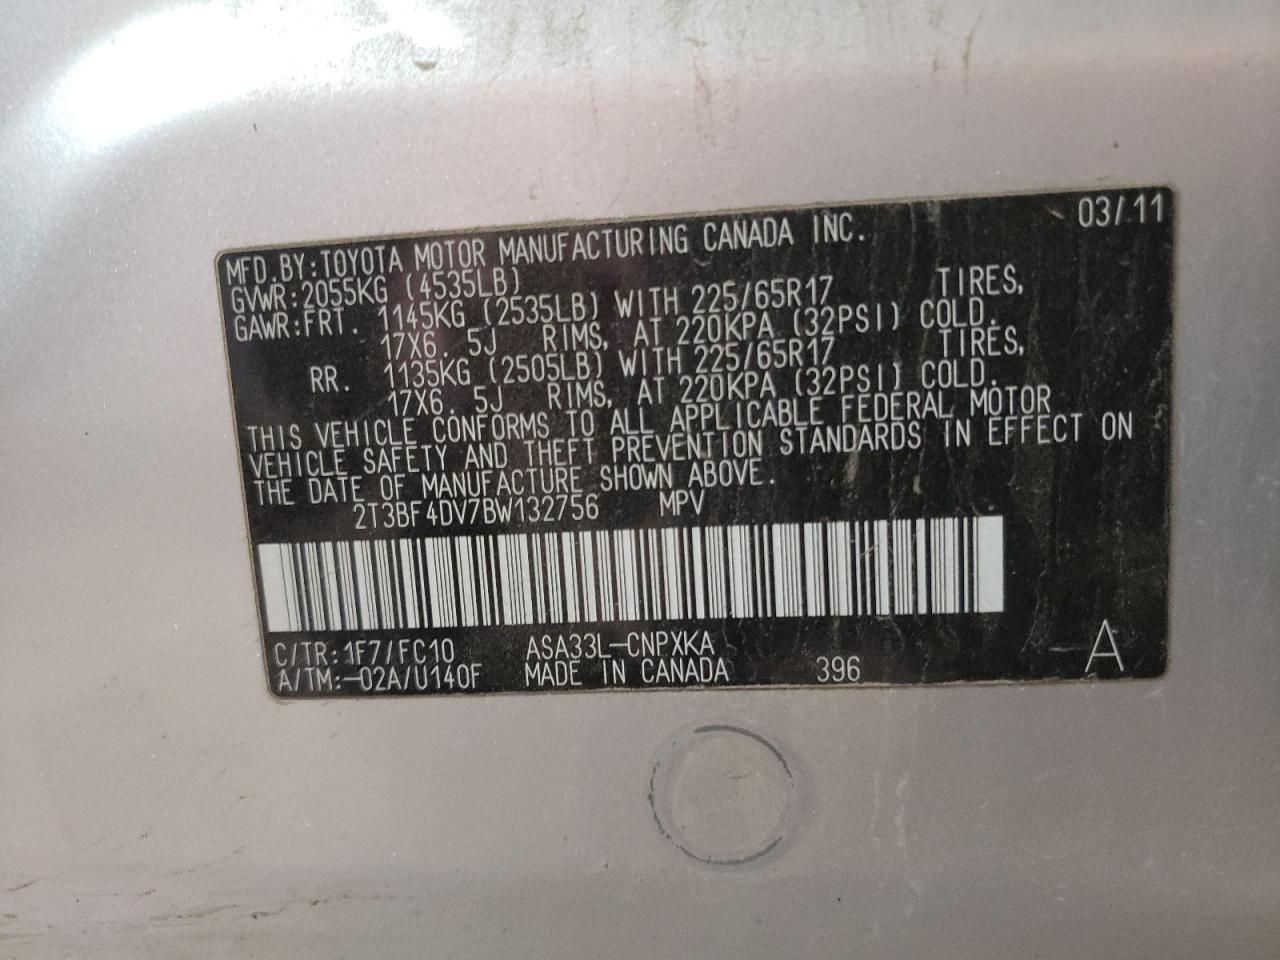 03/11
MFD.BY:TOYOTA MOTOR MANUFACTURING CANADA INC.
GVWR:2055KG (4535LB)
GAWR:FRT. 1145KG (2535LB) WITH 225/65R17 TIRES,
17X6.5J RIMS, AT 220KPA (32PSI) COLD.
RR. 1135KG (2505LB) WITH 225/65R17 TIRES,
17X6.5J RIMS, AT 220KPA (32PSI) COLD.
THIS VEHICLE CONFORMS TO ALL APPLICABLE FEDERAL MOTOR
VEHICLE SAFETY AND THEFT PREVENTION STANDARDS IN EFFECT ON
THE DATE OF MANUFACTURE SHOWN ABOVE.
2T3BF4DV7BW132756 MPV
C/TR:1F7/FC10 ASA33L-CNPXKA
A/TM:-02A/U140F MADE IN CANADA 396 A